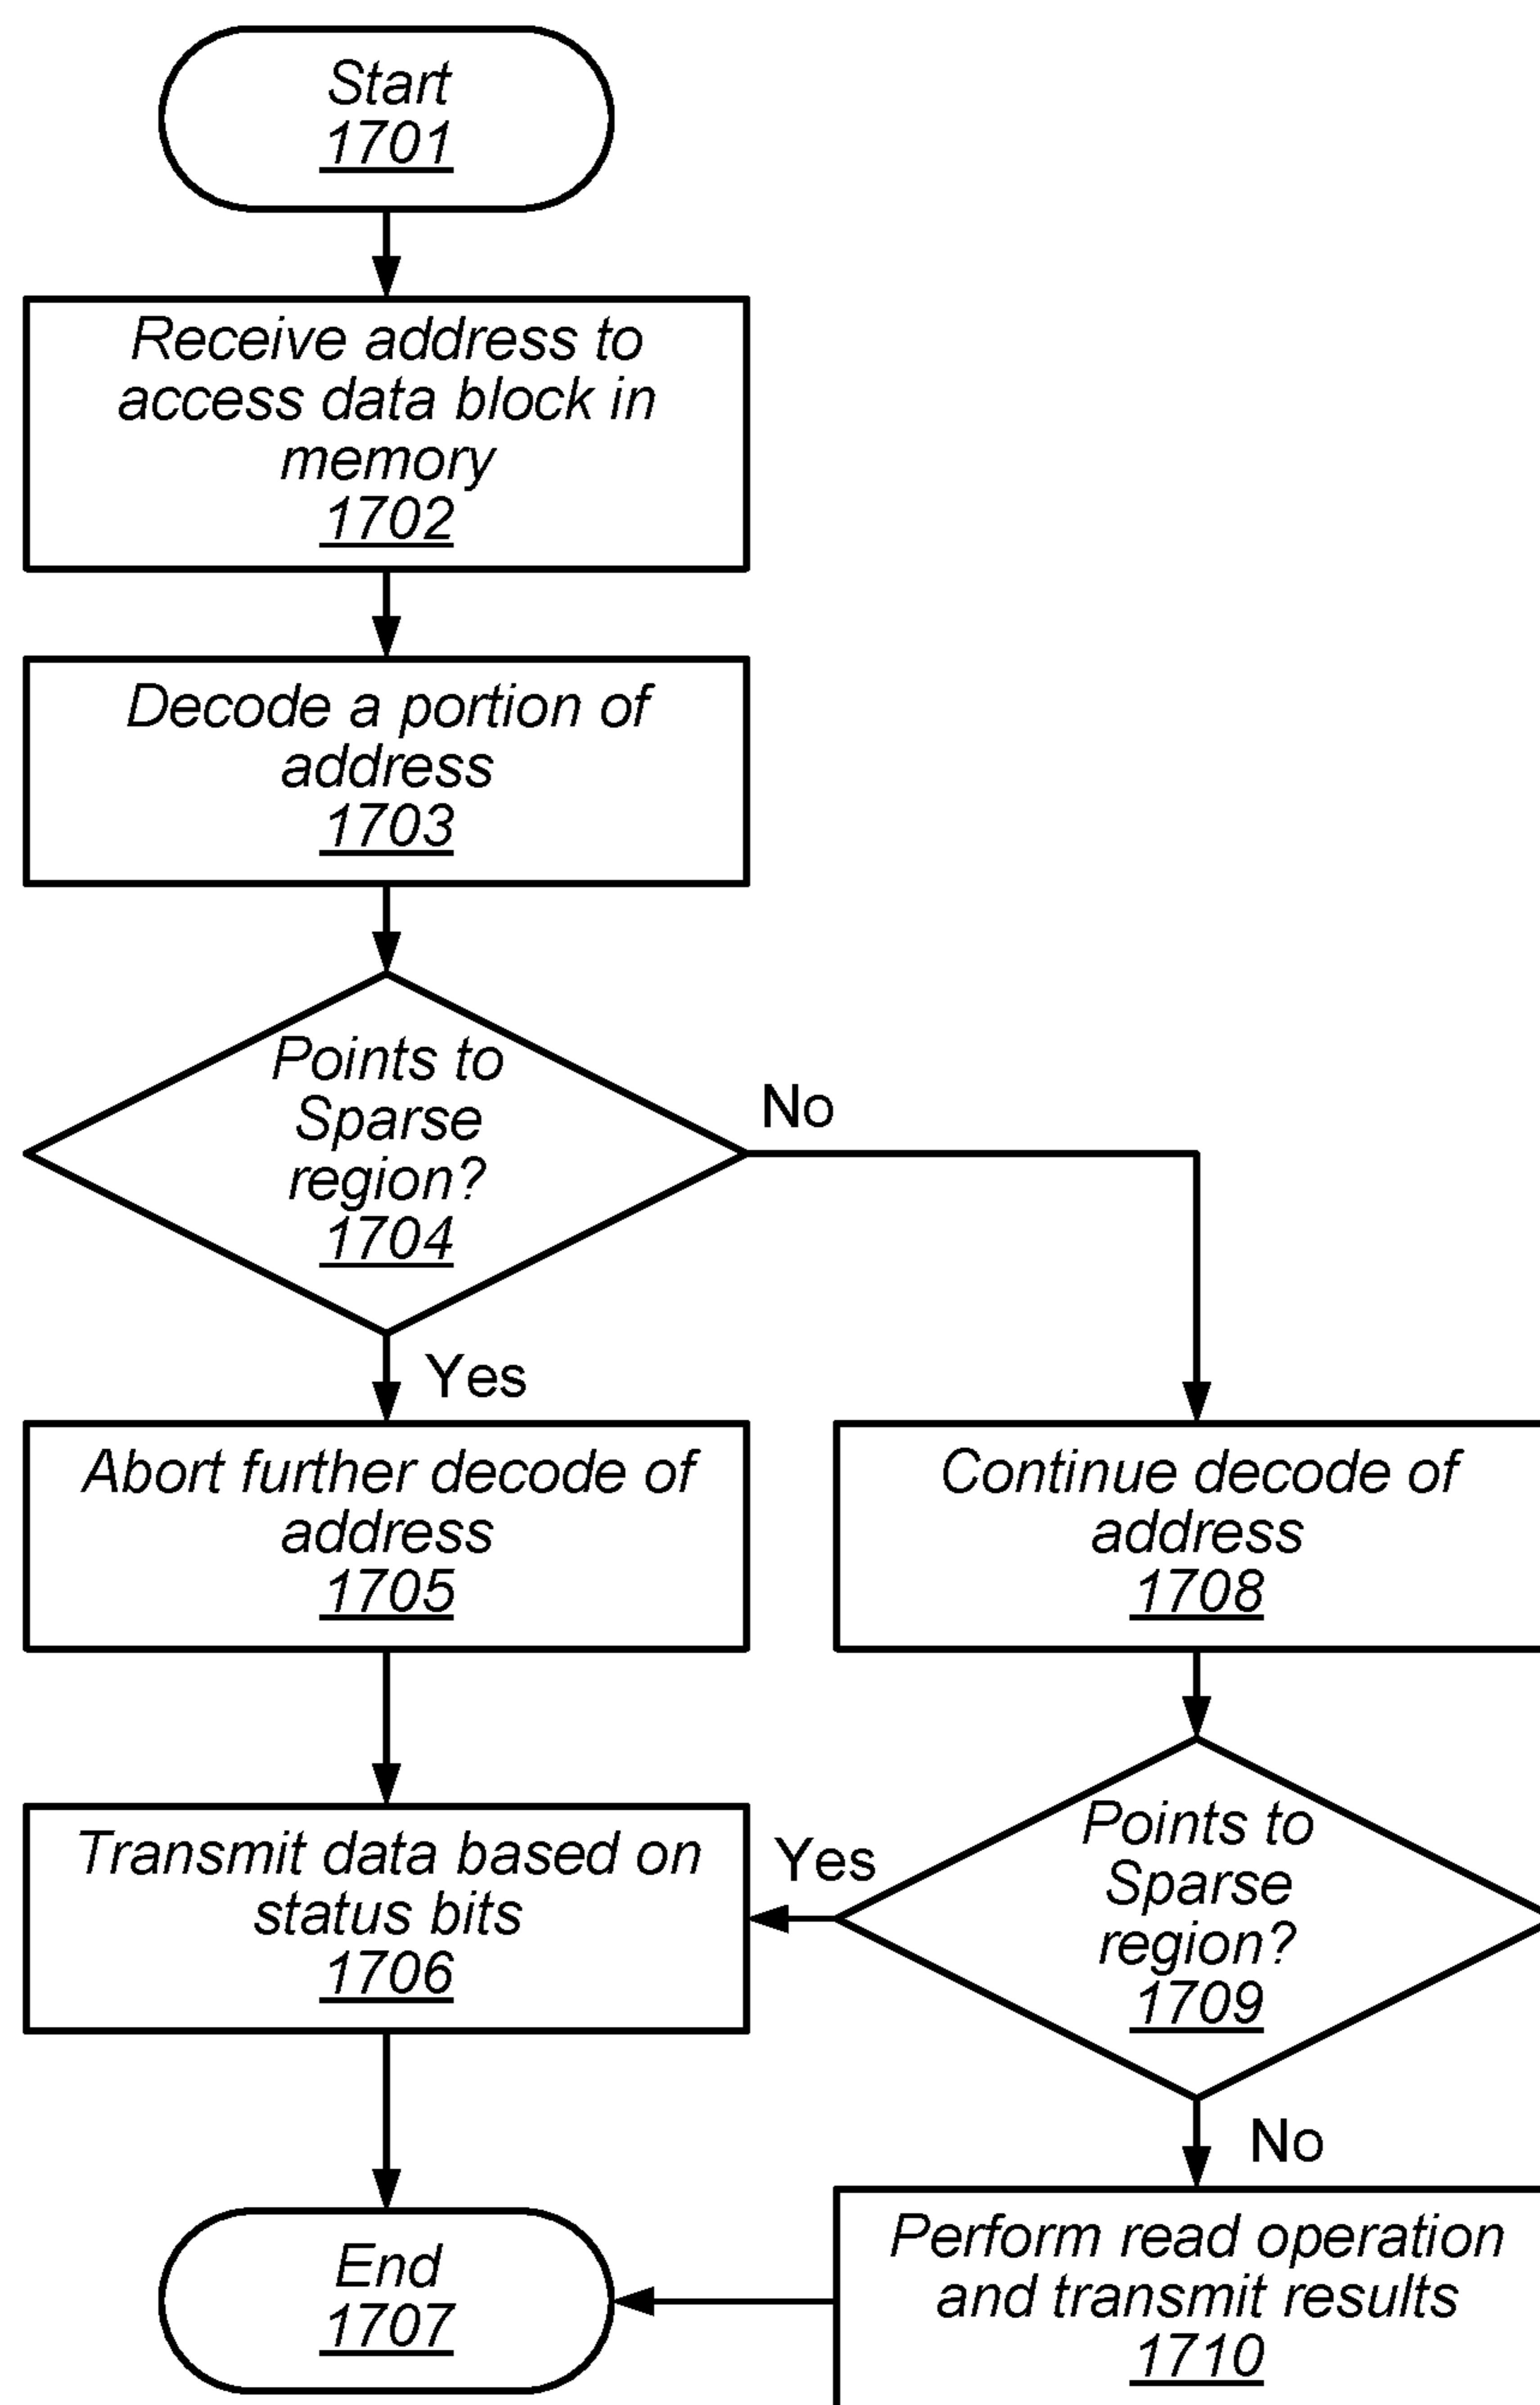 Start
1701
Receive address to
access data block in
memory
1702
Decode a portion of
address
1703
Points to
Sparse
region?
1704
No
Yes
Abort further decode of
address
1705
Continue decode of
address
1708
Transmit data based on
status bits
1706
Yes
Points to
Sparse
region?
1709
No
End
1707
Perform read operation
and transmit results
1710